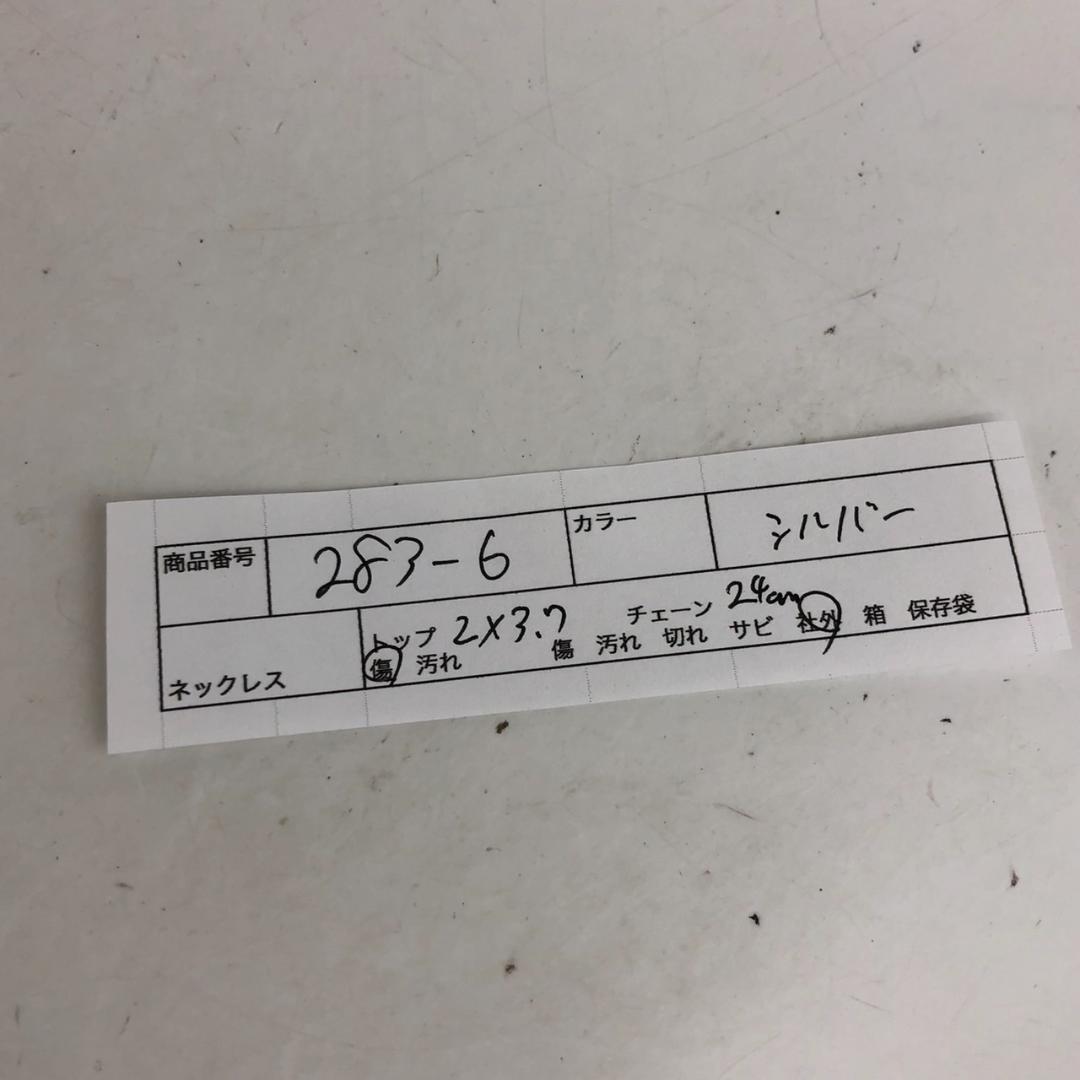 商品番号 283-6 カラー シルバー
トップ 2×3.7 チェーン 24cm
ネックレス 傷 汚れ 傷 汚れ 切れ サビ 社外 箱 保存袋